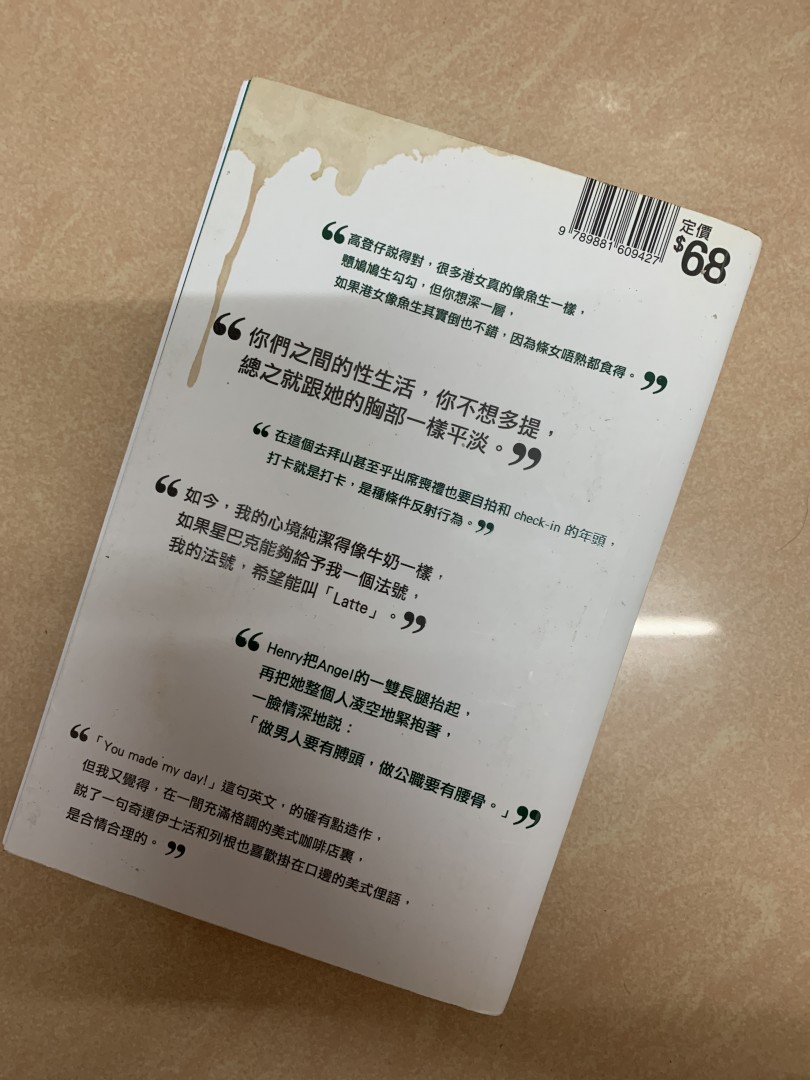 定價
$68
9 789881 609427
❝高登仔說得對，很多港女真的像魚生一樣，
戇鳩鳩生勾勾，但你想深一層，
如果港女像魚生其實倒也不錯，因為條女唔熟都食得。❞
❝你們之間的性生活，你不想多提，
總之就跟她的胸部一樣平淡。❞
❝在這個去拜山甚至乎出席喪禮也要自拍和 check-in 的年頭，
打卡就是打卡，是種條件反射行為。❞
❝如今，我的心境純潔得像牛奶一樣，
如果星巴克能夠給予我一個法號，
我的法號，希望能叫「Latte」。❞
❝Henry把Angel的一雙長腿抬起，
再把她整個人凌空地緊抱著，
一臉情深地說：
「做男人要有膊頭，做公職要有腰骨。」❞
❝「You made my day!」這句英文，的確有點造作，
但我又覺得，在一間充滿格調的美式咖啡店裏，
說了一句奇連伊士活和列根也喜歡掛在口邊的美式俚語，
是合情合理的。❞